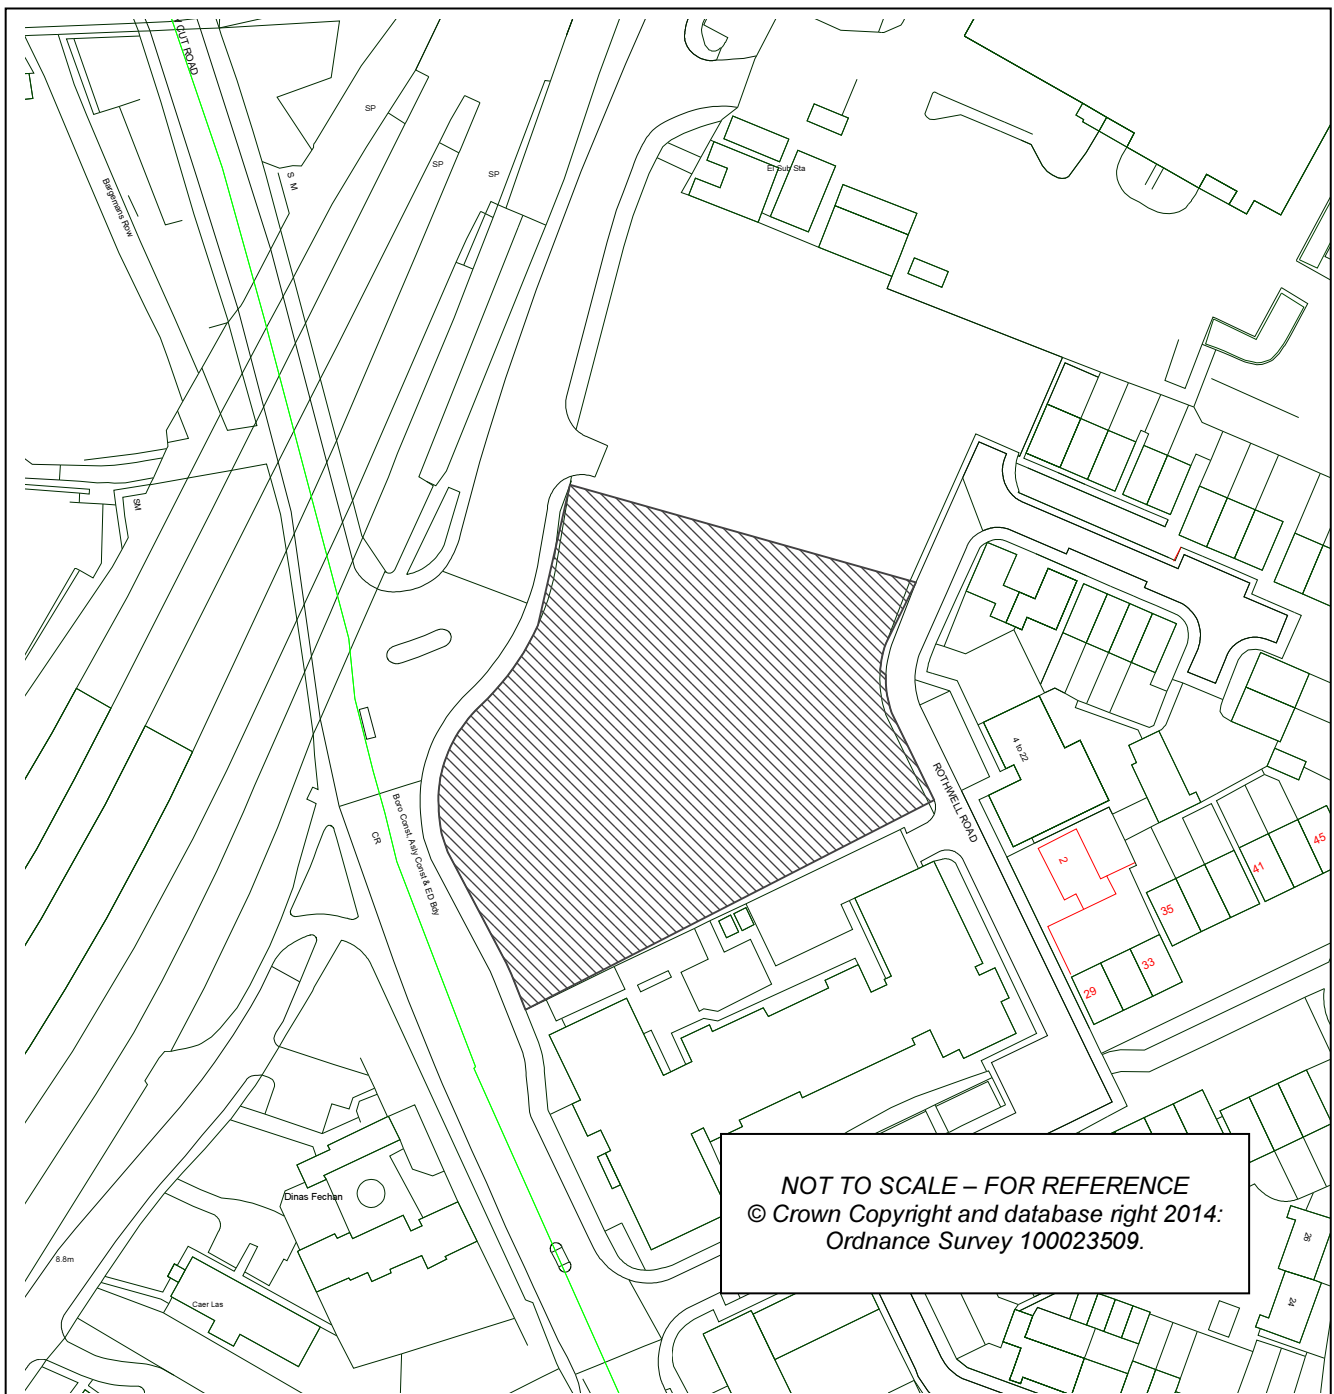 CUT ROAD
SP
SP
SP
S M
Bargemans Row
El Sub Sta
SM
4 to 22
ROTHWELL ROAD
Boro Const, Asly Const & ED Bdy
CR
2
45
41
35
33
29
Dinas Fechan
8.8m
Caer Las
NOT TO SCALE – FOR REFERENCE
© Crown Copyright and database right 2014:
Ordnance Survey 100023509.
26
24